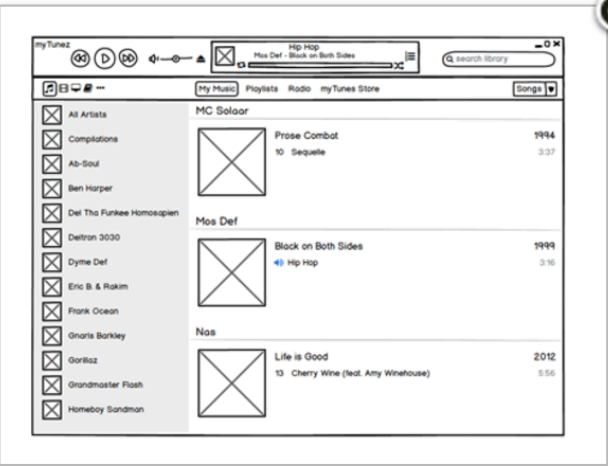 myTunez
Hip Hop
Mos Def - Black on Both Sides
search library
My Music Playlists Radio myTunes Store
Songs
All Artists
Compilations
Ab-Soul
Ben Harper
Del Tha Funkee Homosapien
Deltron 3030
Dyme Def
Eric B. & Rakim
Frank Ocean
Gnarls Barkley
Gorillaz
Grandmaster Flash
Homeboy Sandman
MC Solaar
Prose Combat 1994
10 Sequelle 3:37
Mos Def
Black on Both Sides 1999
Hip Hop 3:16
Nas
Life is Good 2012
13 Cherry Wine (feat. Amy Winehouse) 5:56